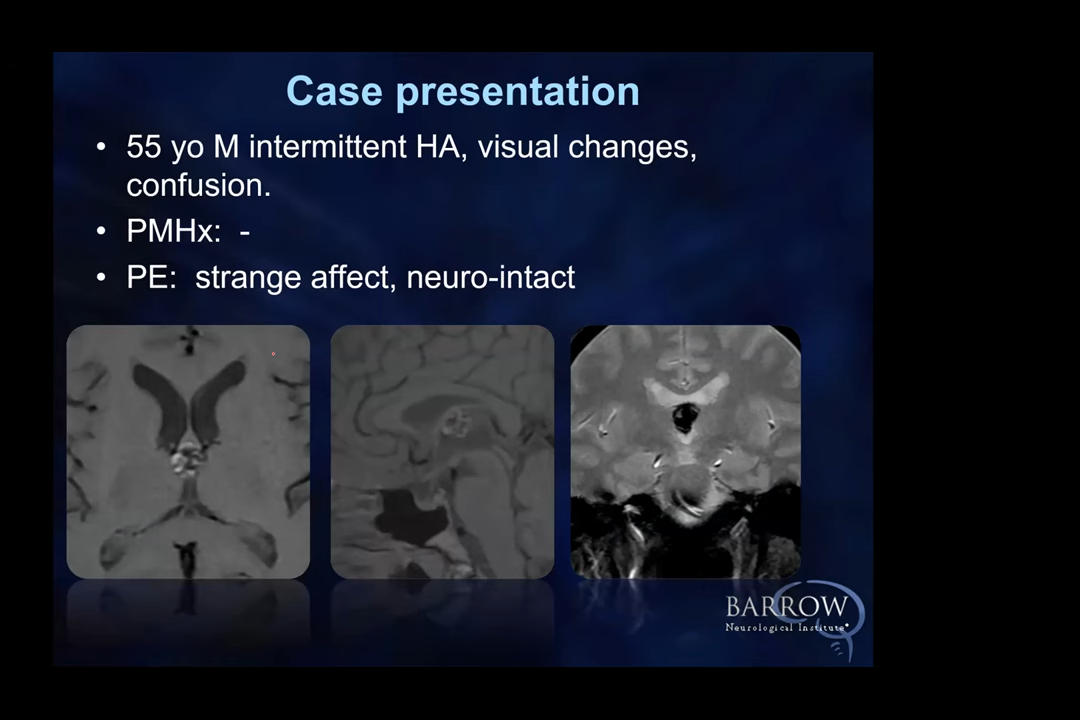 Case presentation
• 55 yo M intermittent HA, visual changes,
confusion.
• PMHx: -
• PE: strange affect, neuro-intact
BARROW
Neurological Institute®